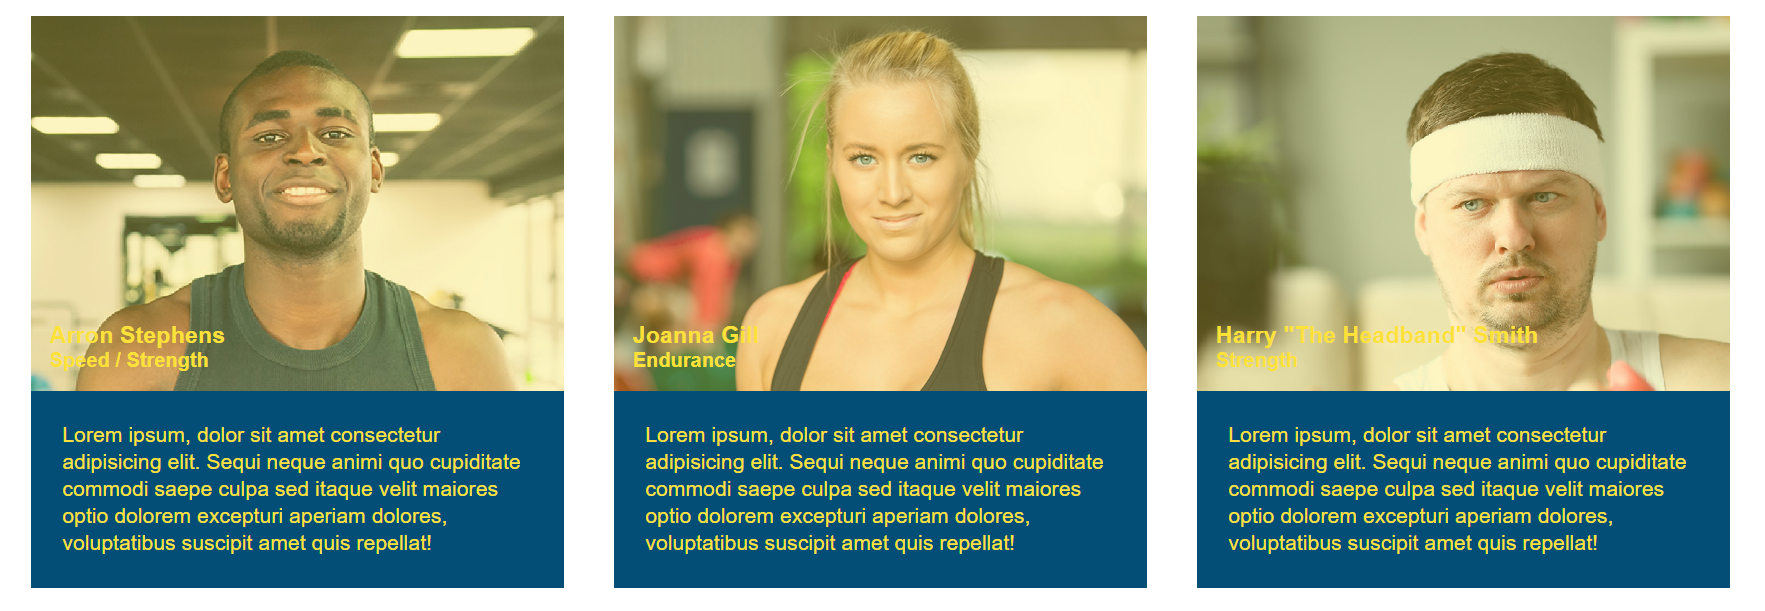 Arron Stephens
Speed / Strength
Lorem ipsum, dolor sit amet consectetur
adipisicing elit. Sequi neque animi quo cupiditate
commodi saepe culpa sed itaque velit maiores
optio dolorem excepturi aperiam dolores,
voluptatibus suscipit amet quis repellat!
Joanna Gill
Endurance
Lorem ipsum, dolor sit amet consectetur
adipisicing elit. Sequi neque animi quo cupiditate
commodi saepe culpa sed itaque velit maiores
optio dolorem excepturi aperiam dolores,
voluptatibus suscipit amet quis repellat!
Harry "The Headband" Smith
Strength
Lorem ipsum, dolor sit amet consectetur
adipisicing elit. Sequi neque animi quo cupiditate
commodi saepe culpa sed itaque velit maiores
optio dolorem excepturi aperiam dolores,
voluptatibus suscipit amet quis repellat!